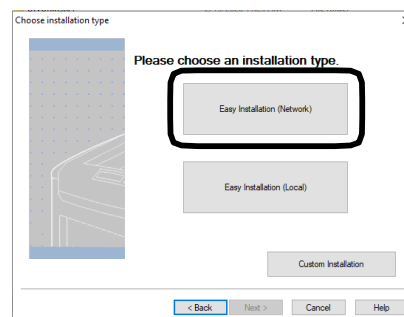 Choose installation type
Please choose an installation type.
Easy Installation (Network)
Easy Installation (Local)
Custom Installation
< Back Next > Cancel Help